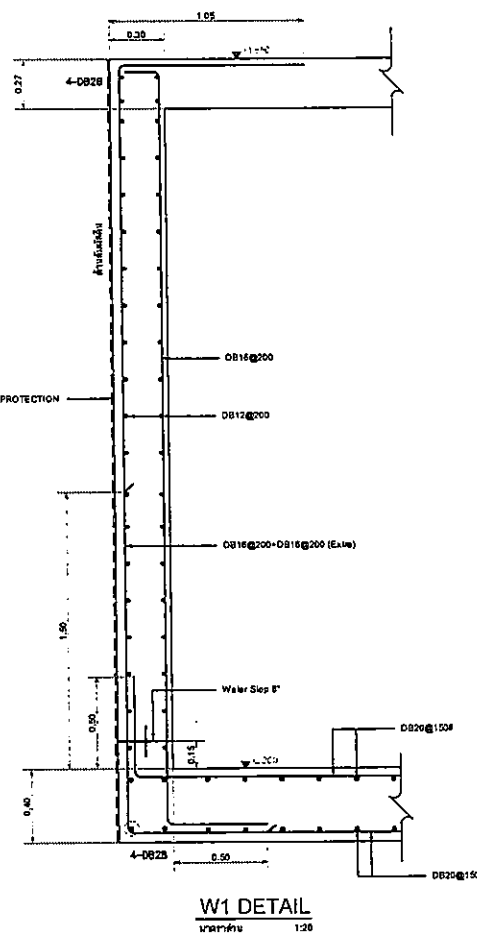 1.05
0.30
4-DB28
0.27
DB16@200
PROTECTION
DB12@200
DB16@200+DB16@200 (Extra)
1.50
Water Stop 8"
0.50
0.15
DB20@150#
0.40
4-DB28
0.50
DB20@150
W1 DETAIL
1:20